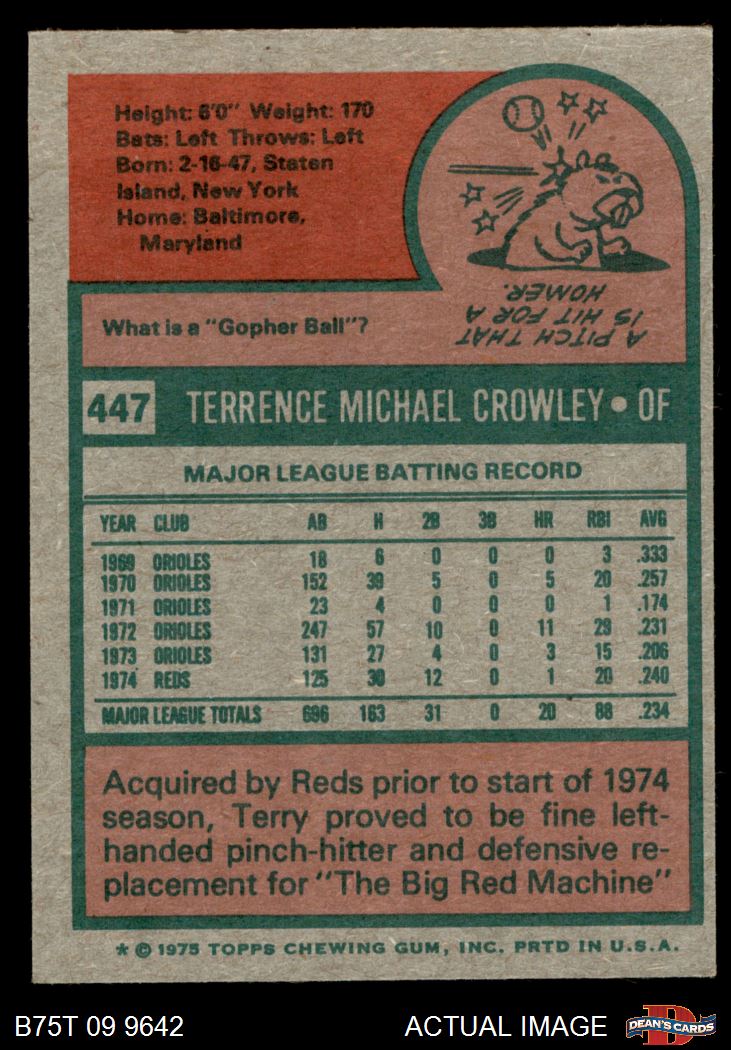 Height: 6'0" Weight: 170
Bats: Left Throws: Left
Born: 2-16-47, Staten
Island, New York
Home: Baltimore,
Maryland
What is a "Gopher Ball"?
A PITCH THAT
IS HIT FOR A
HOMER.
447 TERRENCE MICHAEL CROWLEY • OF
MAJOR LEAGUE BATTING RECORD
YEAR CLUB AB H 2B 3B HR RBI AVG
1969 ORIOLES 18 6 0 0 0 3 .333
1970 ORIOLES 152 39 5 0 5 20 .257
1971 ORIOLES 23 4 0 0 0 1 .174
1972 ORIOLES 247 57 10 0 11 29 .231
1973 ORIOLES 131 27 4 0 3 15 .206
1974 REDS 125 30 12 0 1 20 .240
MAJOR LEAGUE TOTALS 696 163 31 0 20 88 .234
Acquired by Reds prior to start of 1974
season, Terry proved to be fine left-
handed pinch-hitter and defensive re-
placement for "The Big Red Machine"
* © 1975 TOPPS CHEWING GUM, INC. PRTD IN U.S.A.
B75T 09 9642 ACTUAL IMAGE D DEAN'S CARDS